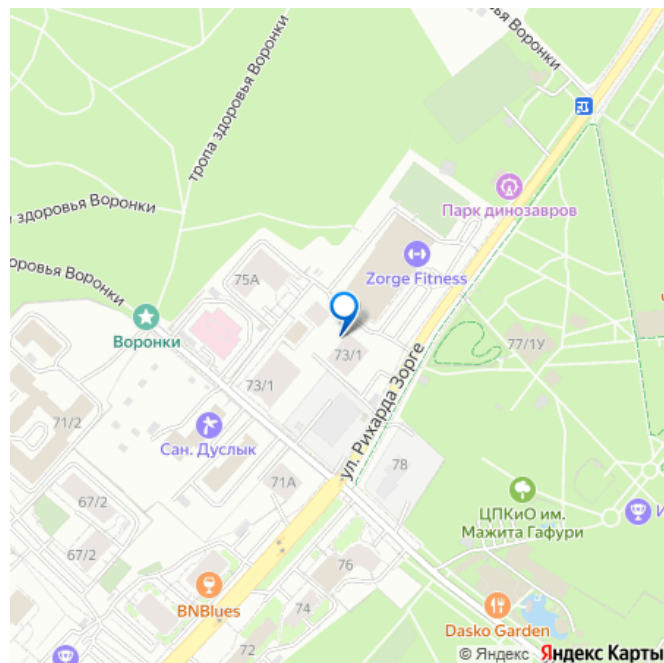 Воронки
тропа здоровья Воронки
Парк динозавров
и здоровья Воронки
Zorge Fitness
75А
оровья Воронки
Воронки
77/1У
73/1
73/1
ул. Рихарда Зорге
71/2
Сан. Дуслык
78
71А
ЦПКиО им.
Мажита Гафури
И
67/2
67/2
76
BNBlues
74
Dasko Garden
72
© Яндекс Яндекс Карты